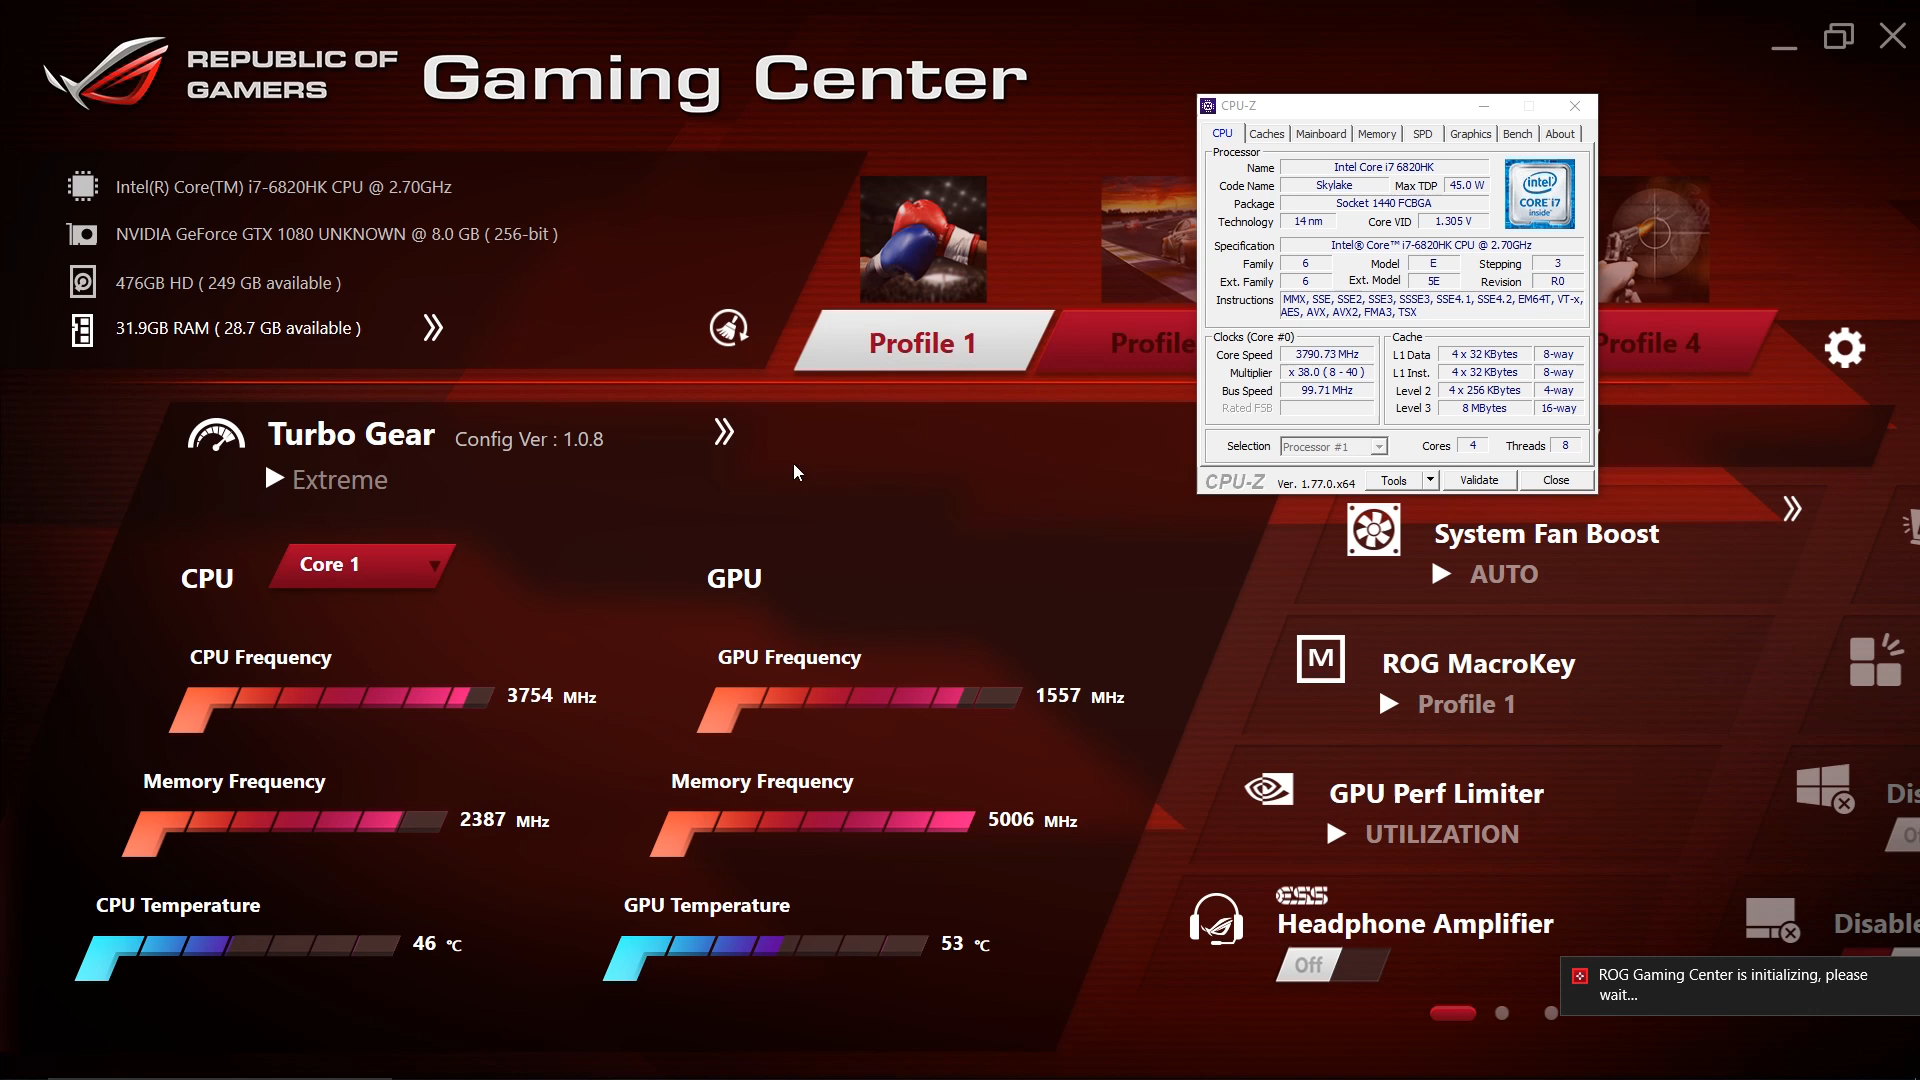 REPUBLIC OF
GAMERS
Gaming Center
Intel(R) Core(TM) i7-6820HK CPU @ 2.70GHz
NVIDIA GeForce GTX 1080 UNKNOWN @ 8.0 GB ( 256-bit )
476GB HD ( 249 GB available )
31.9GB RAM ( 28.7 GB available )
Profile 1
Profile
Profile 4
CPU-Z
CPU Caches Mainboard Memory SPD Graphics Bench About
Processor
Name Intel Core i7 6820HK
Code Name Skylake Max TDP 45.0 W
Package Socket 1440 FCBGA
Technology 14 nm Core VID 1.305 V
intel
CORE i7
inside
Specification Intel® Core™ i7-6820HK CPU @ 2.70GHz
Family 6 Model E Stepping 3
Ext. Family 6 Ext. Model 5E Revision R0
Instructions MMX, SSE, SSE2, SSE3, SSSE3, SSE4.1, SSE4.2, EM64T, VT-x,
AES, AVX, AVX2, FMA3, TSX
Clocks (Core #0)
Core Speed 3790.73 MHz
Multiplier x 38.0 ( 8 - 40 )
Bus Speed 99.71 MHz
Rated FSB
Cache
L1 Data 4 x 32 KBytes 8-way
L1 Inst. 4 x 32 KBytes 8-way
Level 2 4 x 256 KBytes 4-way
Level 3 8 MBytes 16-way
Selection Processor #1 Cores 4 Threads 8
CPU-Z Ver. 1.77.0.x64 Tools Validate Close
Turbo Gear Config Ver : 1.0.8
Extreme
CPU Core 1
CPU Frequency
3754 MHz
Memory Frequency
2387 MHz
CPU Temperature
46 °C
GPU
GPU Frequency
1557 MHz
Memory Frequency
5006 MHz
GPU Temperature
53 °C
System Fan Boost
AUTO
M
ROG MacroKey
Profile 1
GPU Perf Limiter
UTILIZATION
ESS
Headphone Amplifier
Off
Disable
ROG Gaming Center is initializing, please
wait...